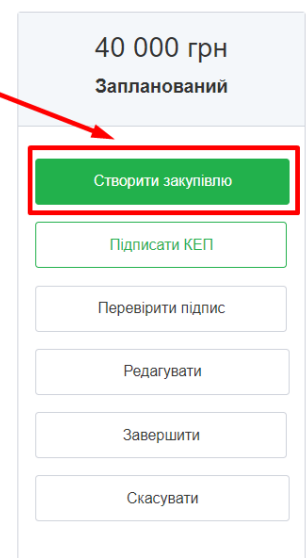 40 000 грн
Запланований
Створити закупівлю
Підписати КЕП
Перевірити підпис
Редагувати
Завершити
Скасувати